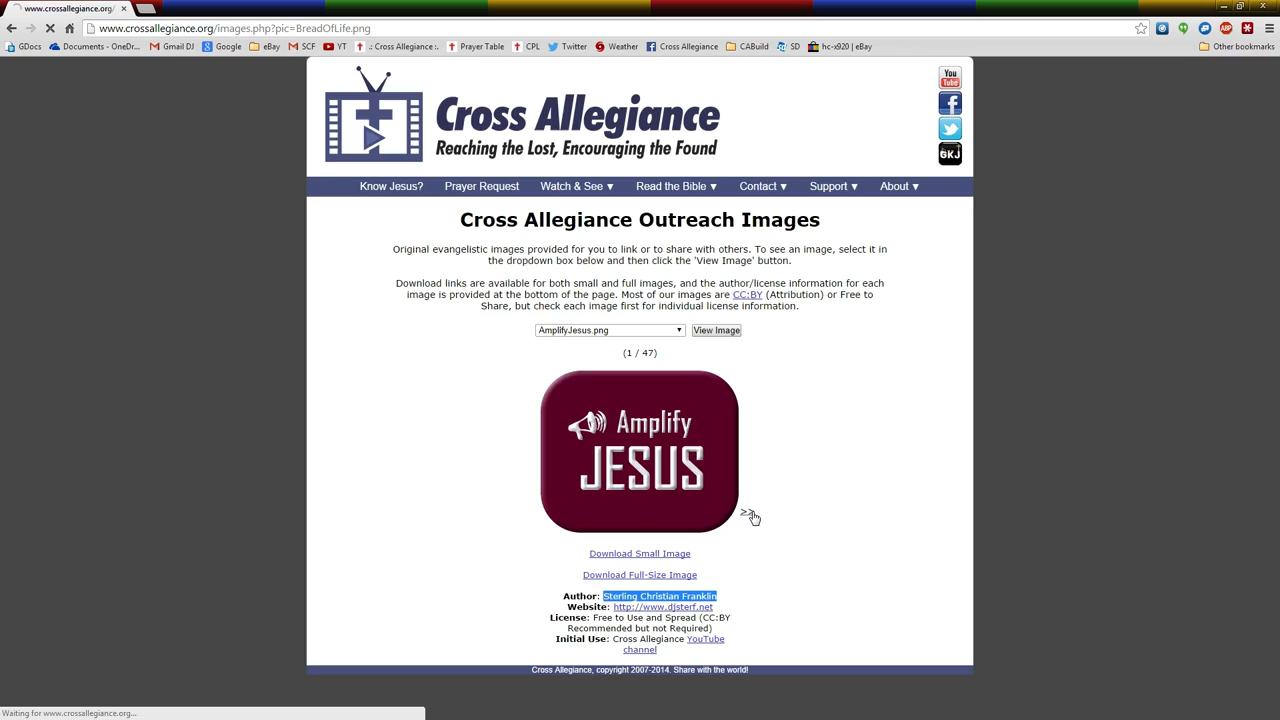 www.crossallegiance.org/
www.crossallegiance.org/images.php?pic=BreadOfLife.png
GDocs Documents - OneDr... Gmail DJ Google eBay SCF YT .: Cross Allegiance :. Prayer Table CPL Twitter Weather Cross Allegiance CABuild SD hc-x920 | eBay Other bookmarks
Cross Allegiance
Reaching the Lost, Encouraging the Found
You
Tube
GKJ
Know Jesus? Prayer Request Watch & See ▼ Read the Bible ▼ Contact ▼ Support ▼ About ▼
Cross Allegiance Outreach Images
Original evangelistic images provided for you to link or to share with others. To see an image, select it in
the dropdown box below and then click the 'View Image' button.
Download links are available for both small and full images, and the author/license information for each
image is provided at the bottom of the page. Most of our images are CC:BY (Attribution) or Free to
Share, but check each image first for individual license information.
AmplifyJesus.png ▼ View Image
(1 / 47)
Amplify
JESUS
>>
Download Small Image
Download Full-Size Image
Author: Sterling Christian Franklin
Website: http://www.djsterf.net
License: Free to Use and Spread (CC:BY
Recommended but not Required)
Initial Use: Cross Allegiance YouTube
channel
Cross Allegiance, copyright 2007-2014. Share with the world!
Waiting for www.crossallegiance.org...